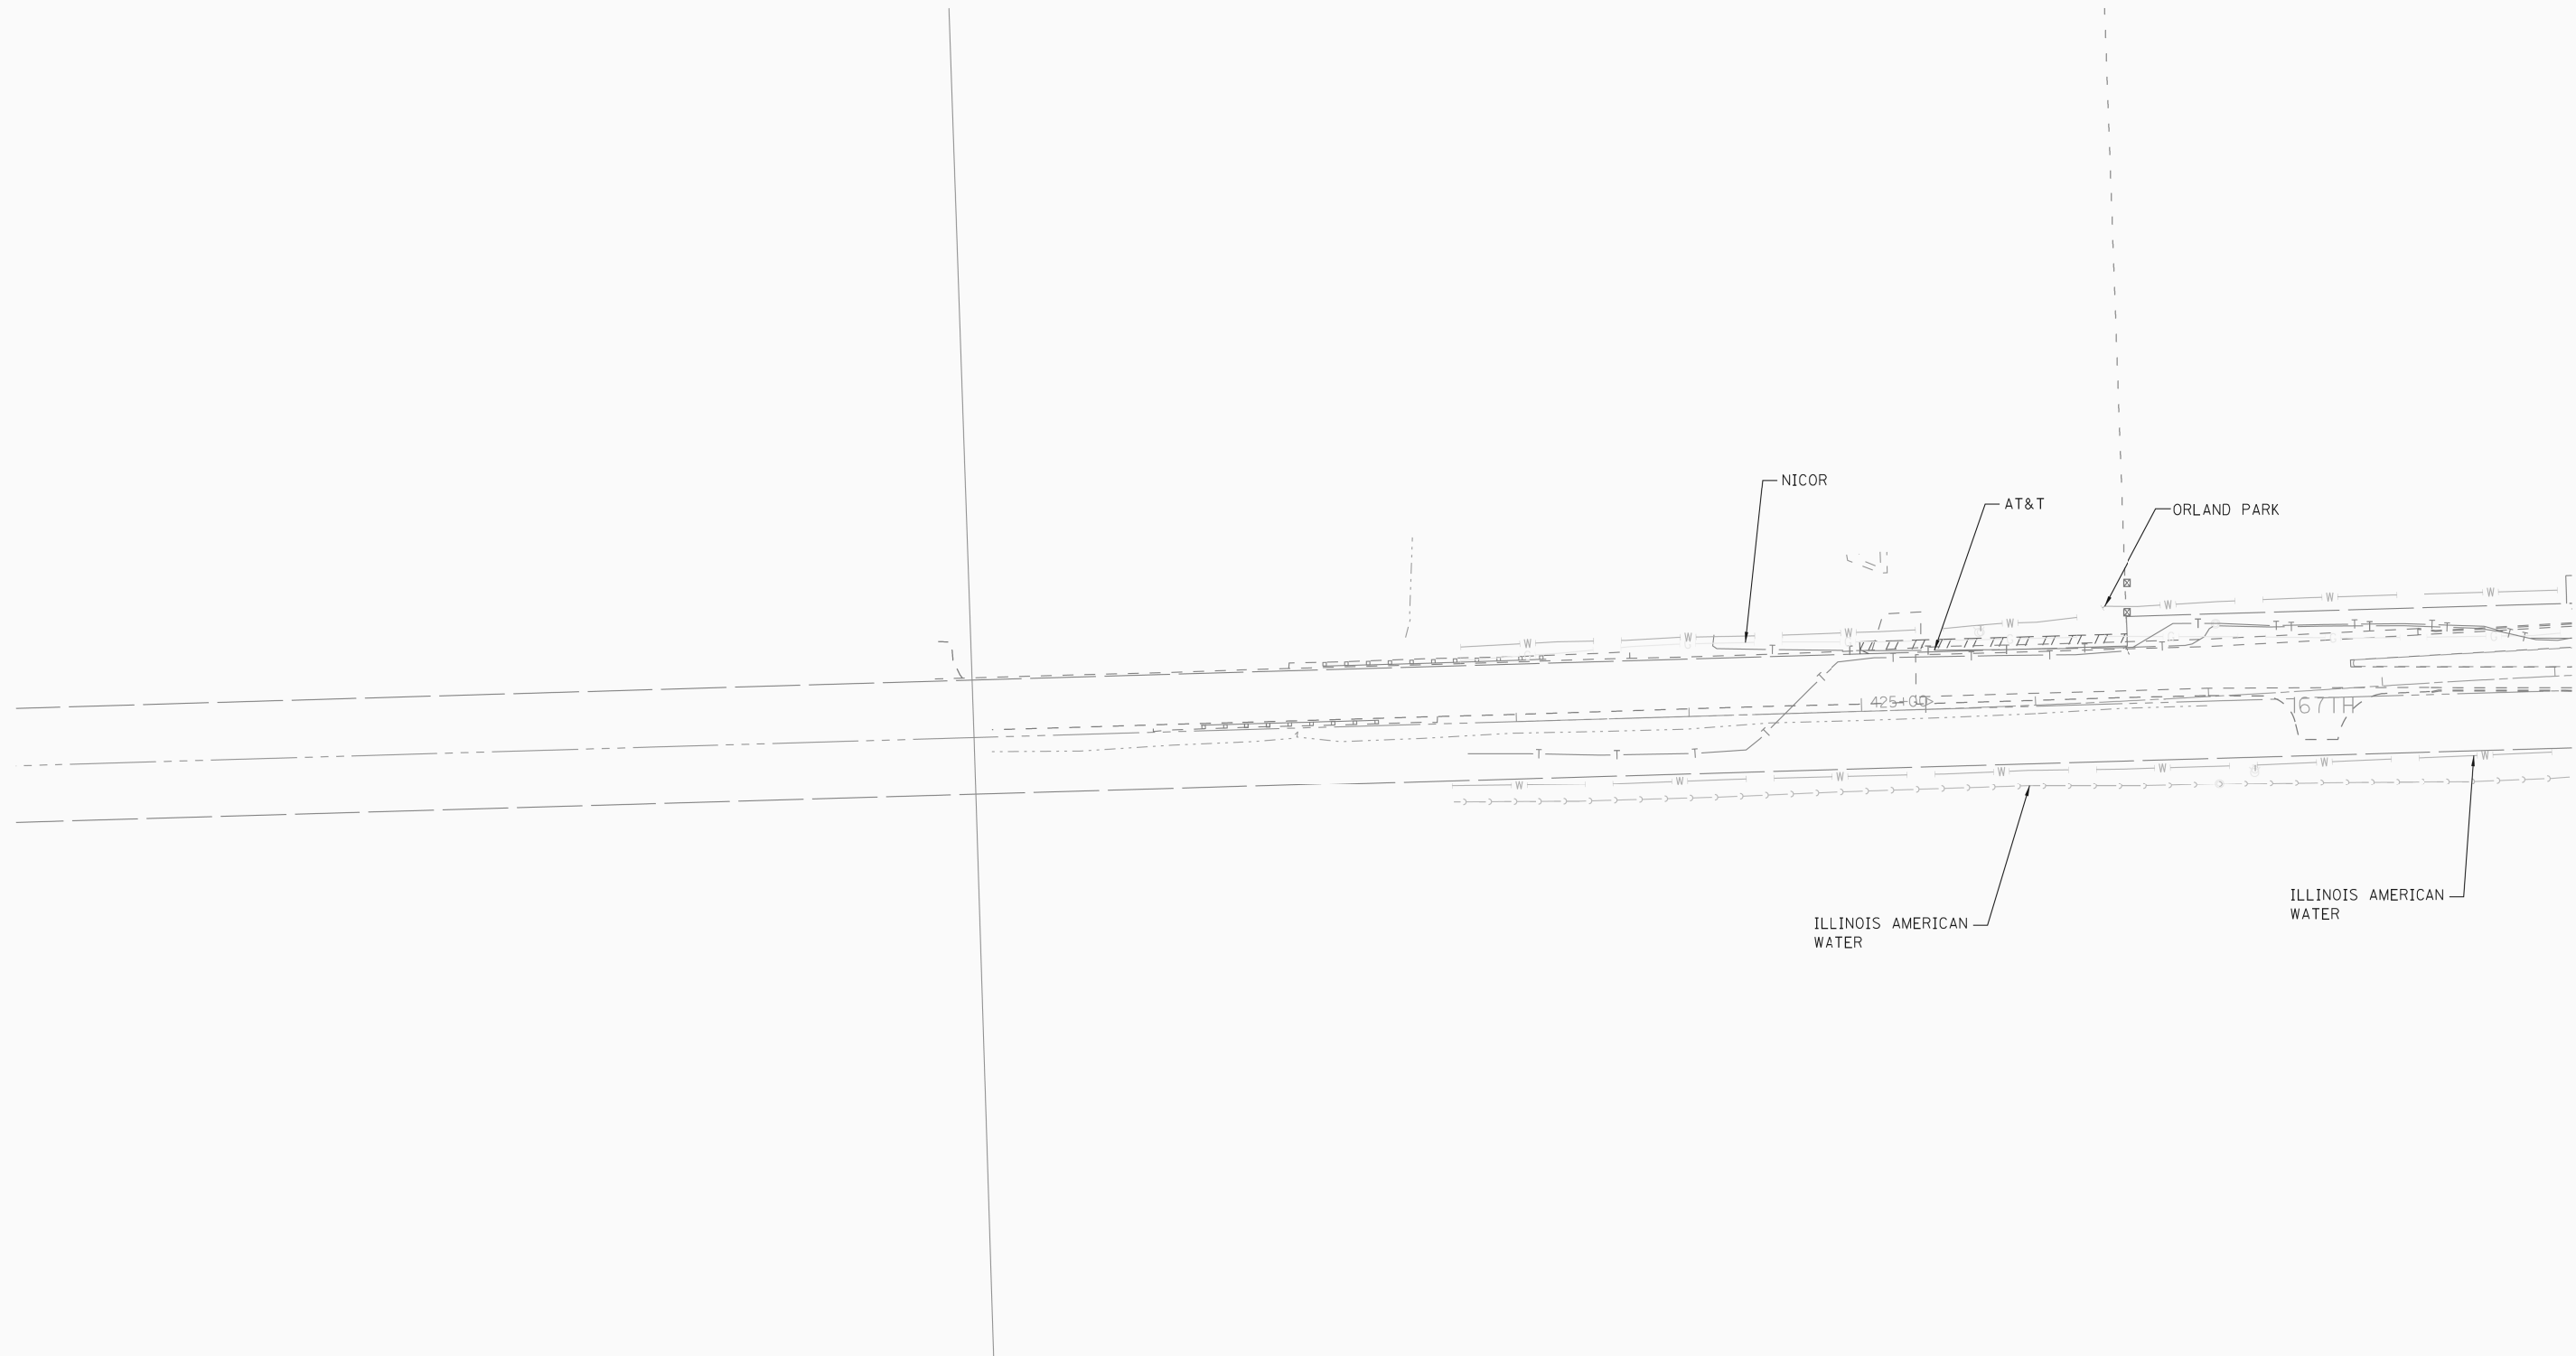 NICOR
AT&T
ORLAND PARK
W W W W W W W W
T T T T T T T T T T T
425+00
167TH
T T T
W W W W W W W
ILLINOIS AMERICAN
WATER
ILLINOIS AMERICAN
WATER